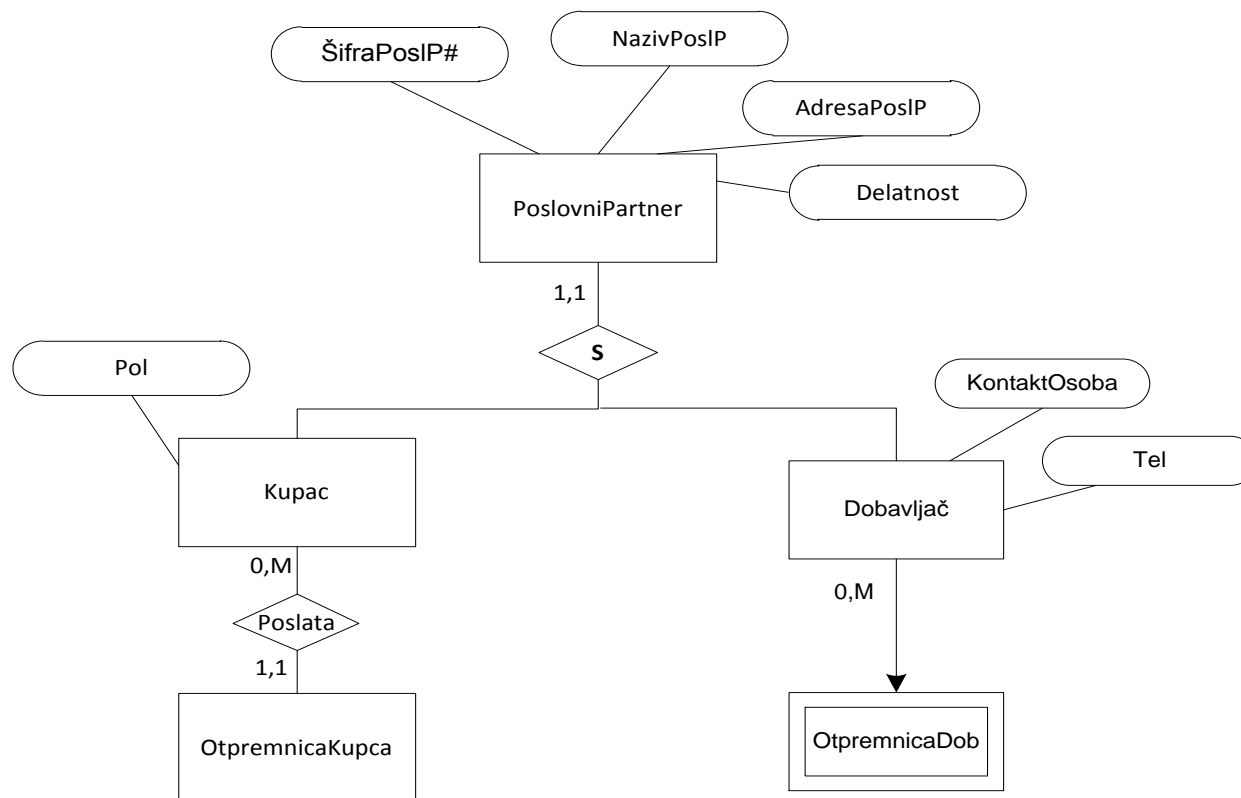 NazivPoslP
ŠifraPoslP#
AdresaPoslP
Delatnost
PoslovniPartner
1,1
S
Pol
KontaktOsoba
Tel
Kupac
Dobavljač
0,M
0,M
Poslata
1,1
OtpremnicaKupca
OtpremnicaDob